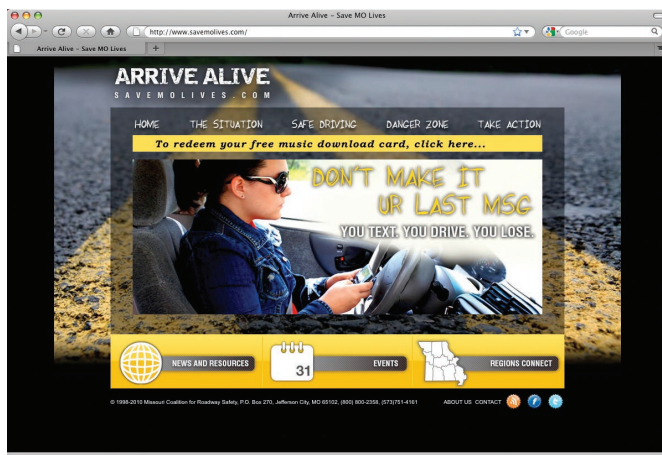 Arrive Alive – Save MO Lives
http://www.savemolives.com/
Google
Arrive Alive – Save MO Lives
+
ARRIVE ALIVE
SAVEMOLIVES.COM
HOME THE SITUATION SAFE DRIVING DANGER ZONE TAKE ACTION
To redeem your free music download card, click here...
DON'T MAKE IT
UR LAST MSG
YOU TEXT. YOU DRIVE. YOU LOSE.
31
NEWS AND RESOURCES EVENTS REGIONS CONNECT
© 1998-2010 Missouri Coalition for Roadway Safety, P.O. Box 270, Jefferson City, MO 65102, (800) 800-2358, (573)751-4161 ABOUT US CONTACT